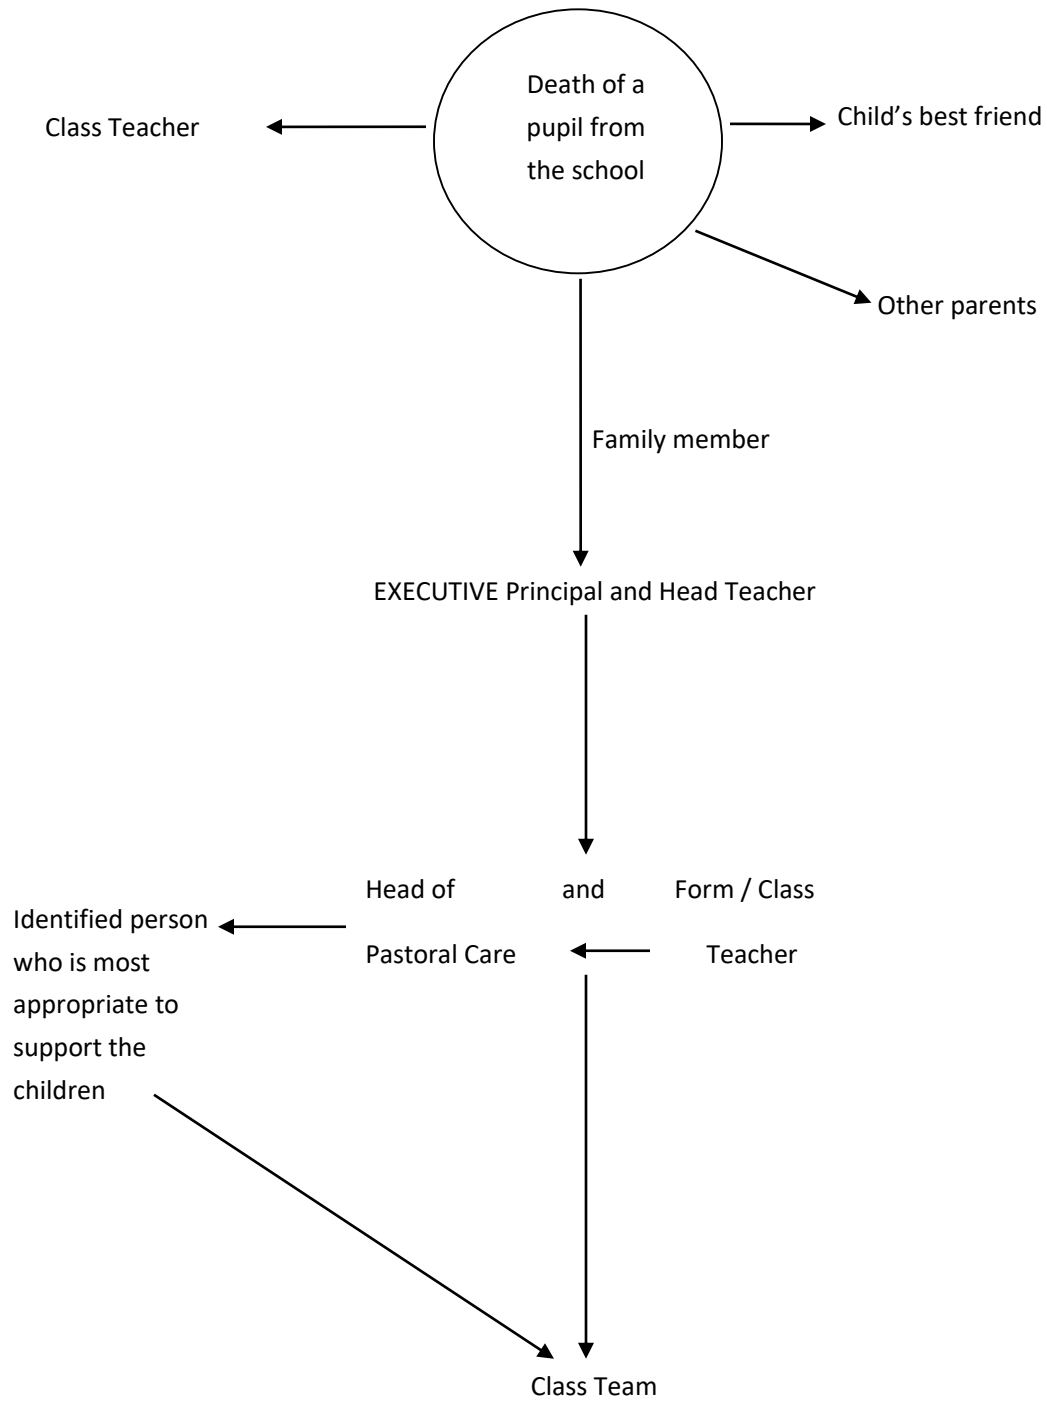 Death of a
pupil from
the school
Class Teacher
Child’s best friend
Other parents
Family member
EXECUTIVE Principal and Head Teacher
Head of and Form / Class
Pastoral Care Teacher
Identified person
who is most
appropriate to
support the
children
Class Team